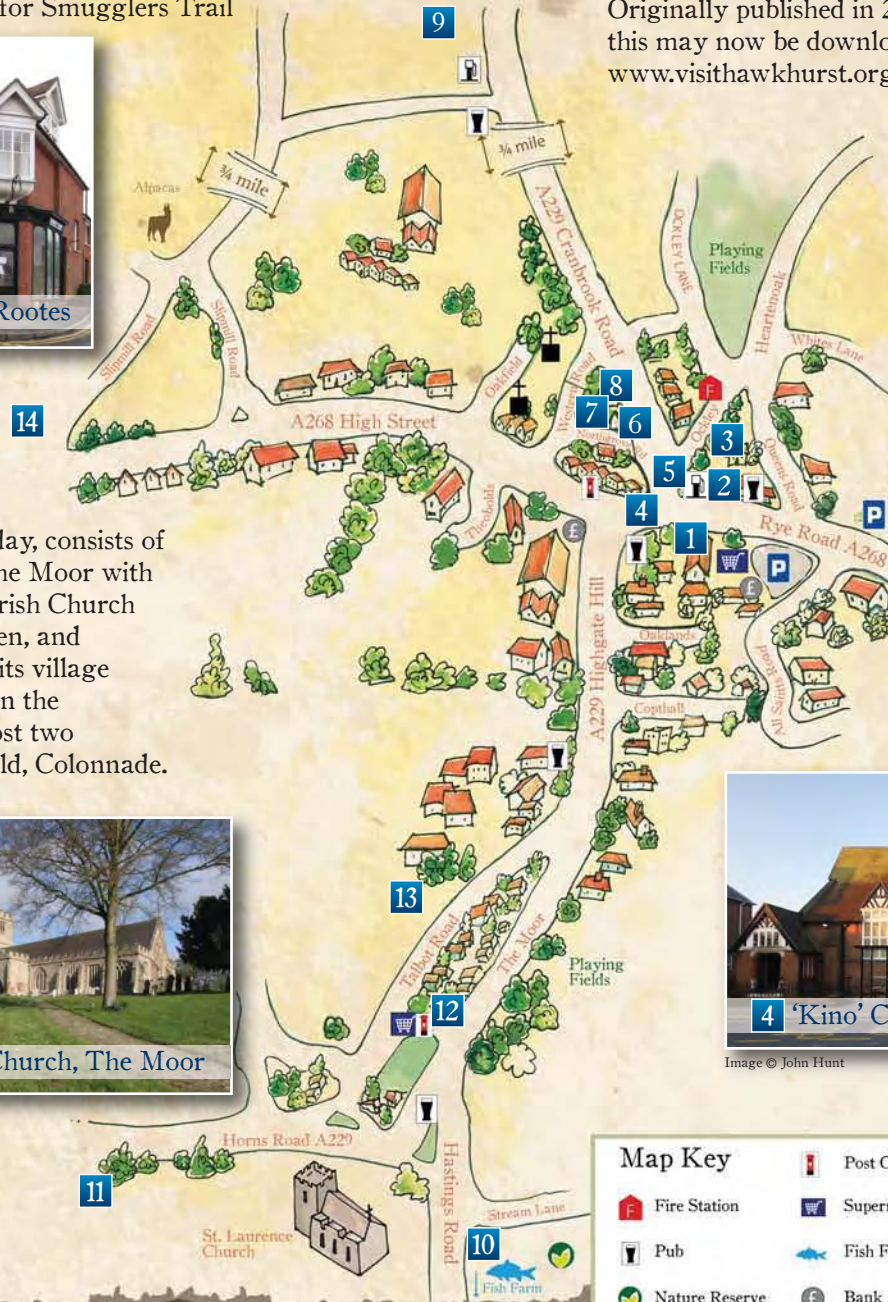 for Smugglers Trail
Originally published in 2
this may now be downlo
www.visithawkhurst.org
9
¾ mile
¾ mile
Alpacas
A229 Cranbrook Road
OCKLEY LANE
Playing
Fields
Heartenoak
Whites Lane
Rootes
Slipmill Road
Slipmill Road
Oakfield
Western Road
8
7
6
Northgrove Road
F
Ockley
3
14
A268 High Street
5
2
Queens Road
4
Theobolds
£
1
Rye Road A268
P
P
£
lay, consists of
he Moor with
rish Church
en, and
its village
n the
ost two
ld, Colonnade.
A229 Highgate Hill
Oaklands
All Saints Road
Copthall
13
Talbot Road
The Moor
Playing
Fields
12
4 'Kino' C
Image © John Hunt
Church, The Moor
Horns Road A229
11
Hastings Road
St. Laurence
Church
Stream Lane
10
Fish Farm
Map Key
Post O
F Fire Station
Super
Pub
Fish F
Nature Reserve
£ Bank